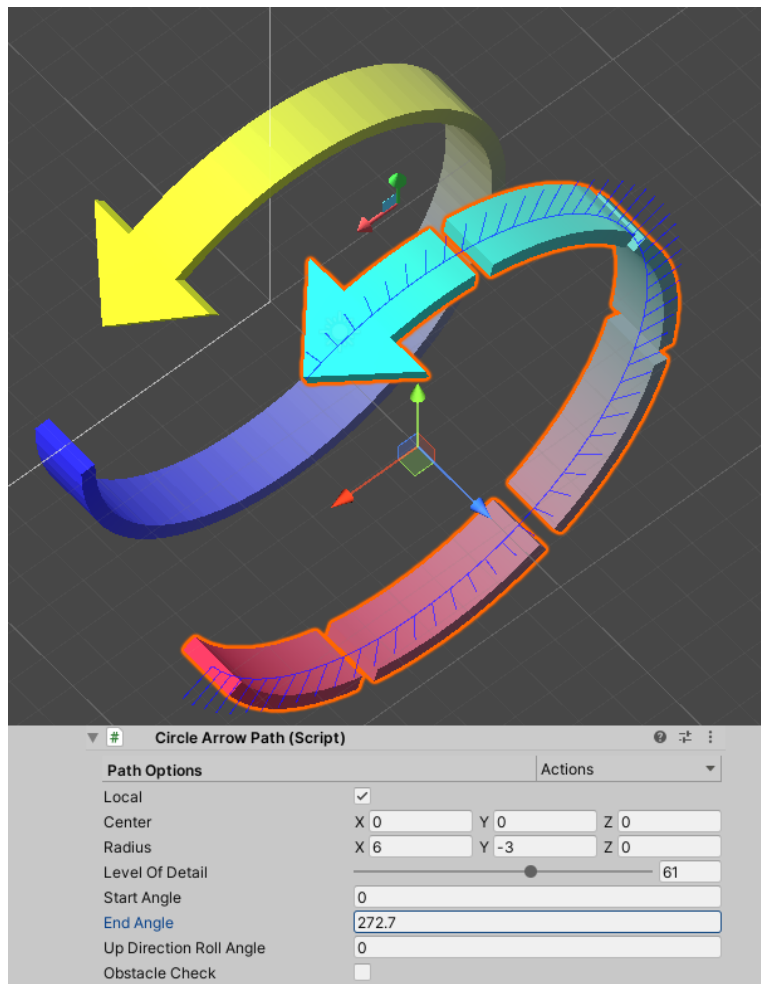 # Circle Arrow Path (Script)
Path Options Actions
Local
Center X 0 Y 0 Z 0
Radius X 6 Y -3 Z 0
Level Of Detail 61
Start Angle 0
End Angle 272.7
Up Direction Roll Angle 0
Obstacle Check